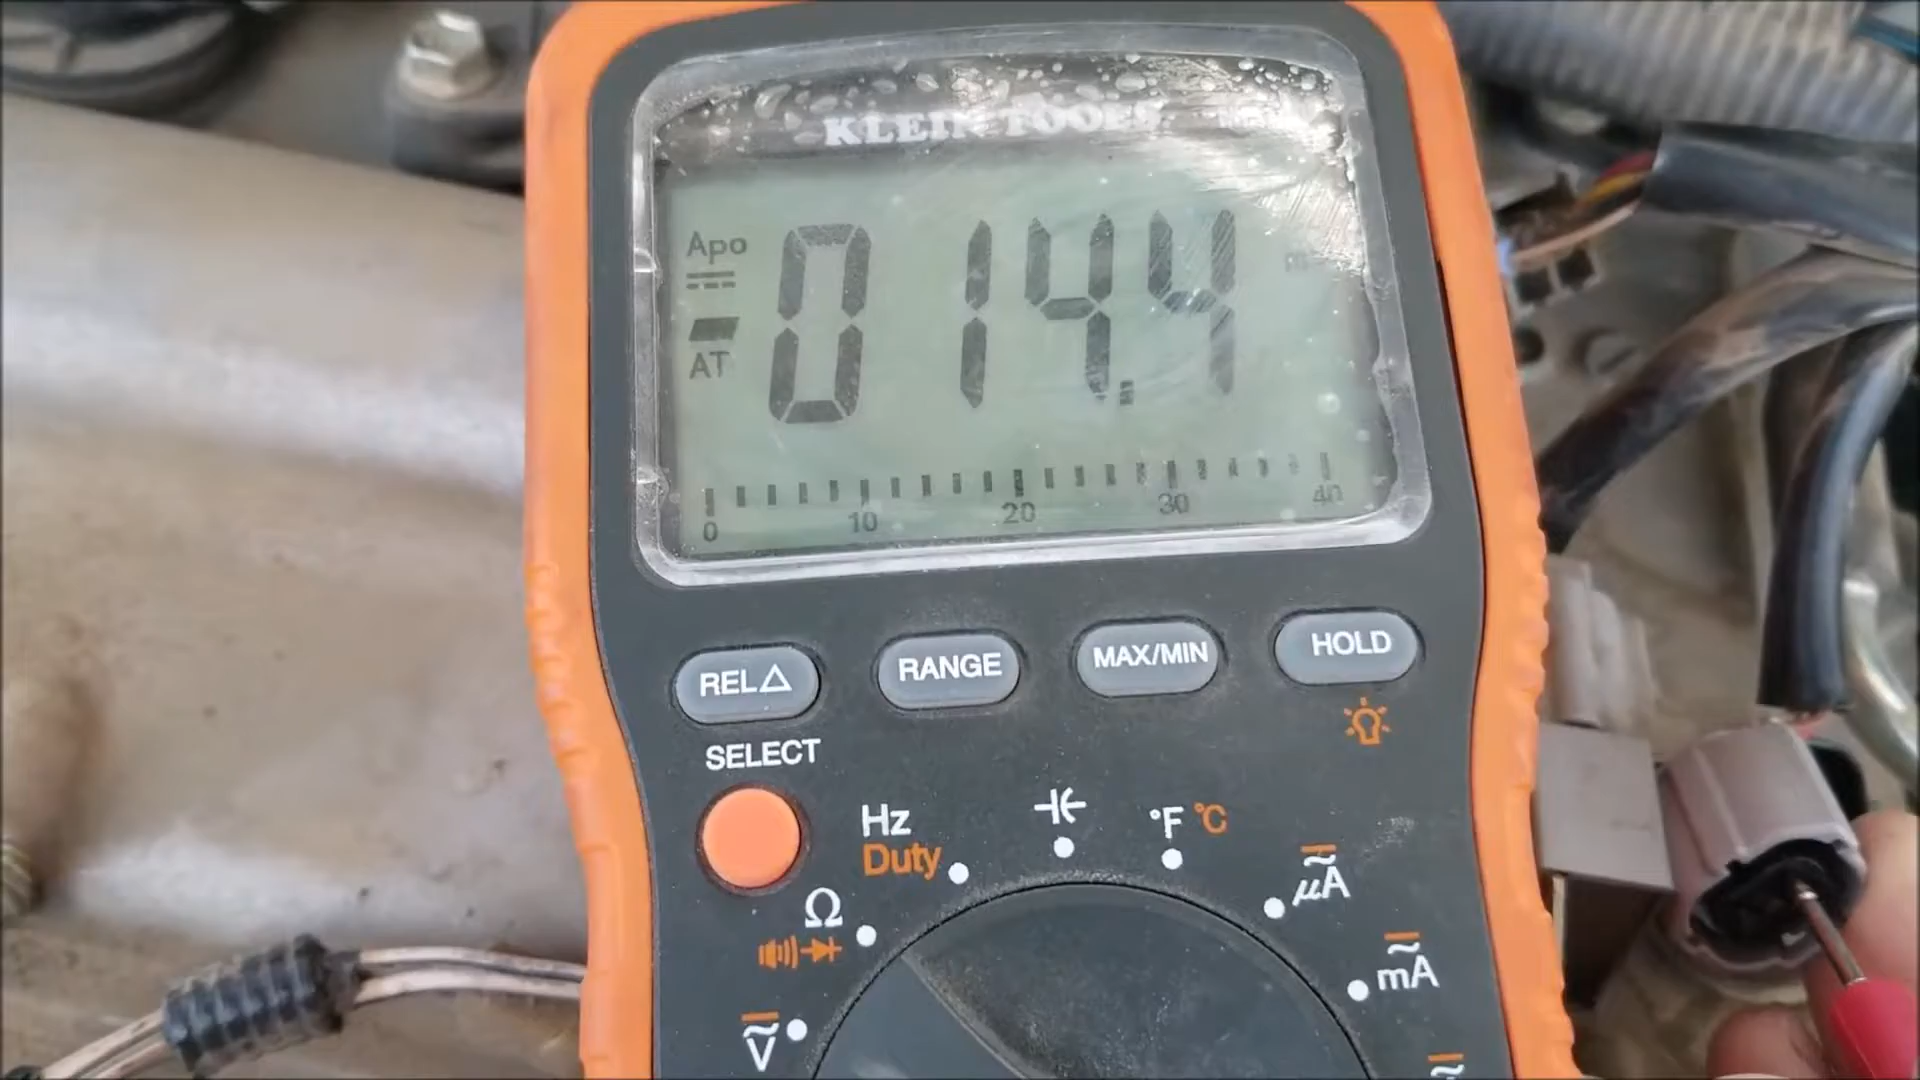 KLEIN TOOLS
Apo
AT
014.4
0 10 20 30 40
REL△ RANGE MAX/MIN HOLD
SELECT
Hz
Duty
°F °C
Ω
μA
mA
V